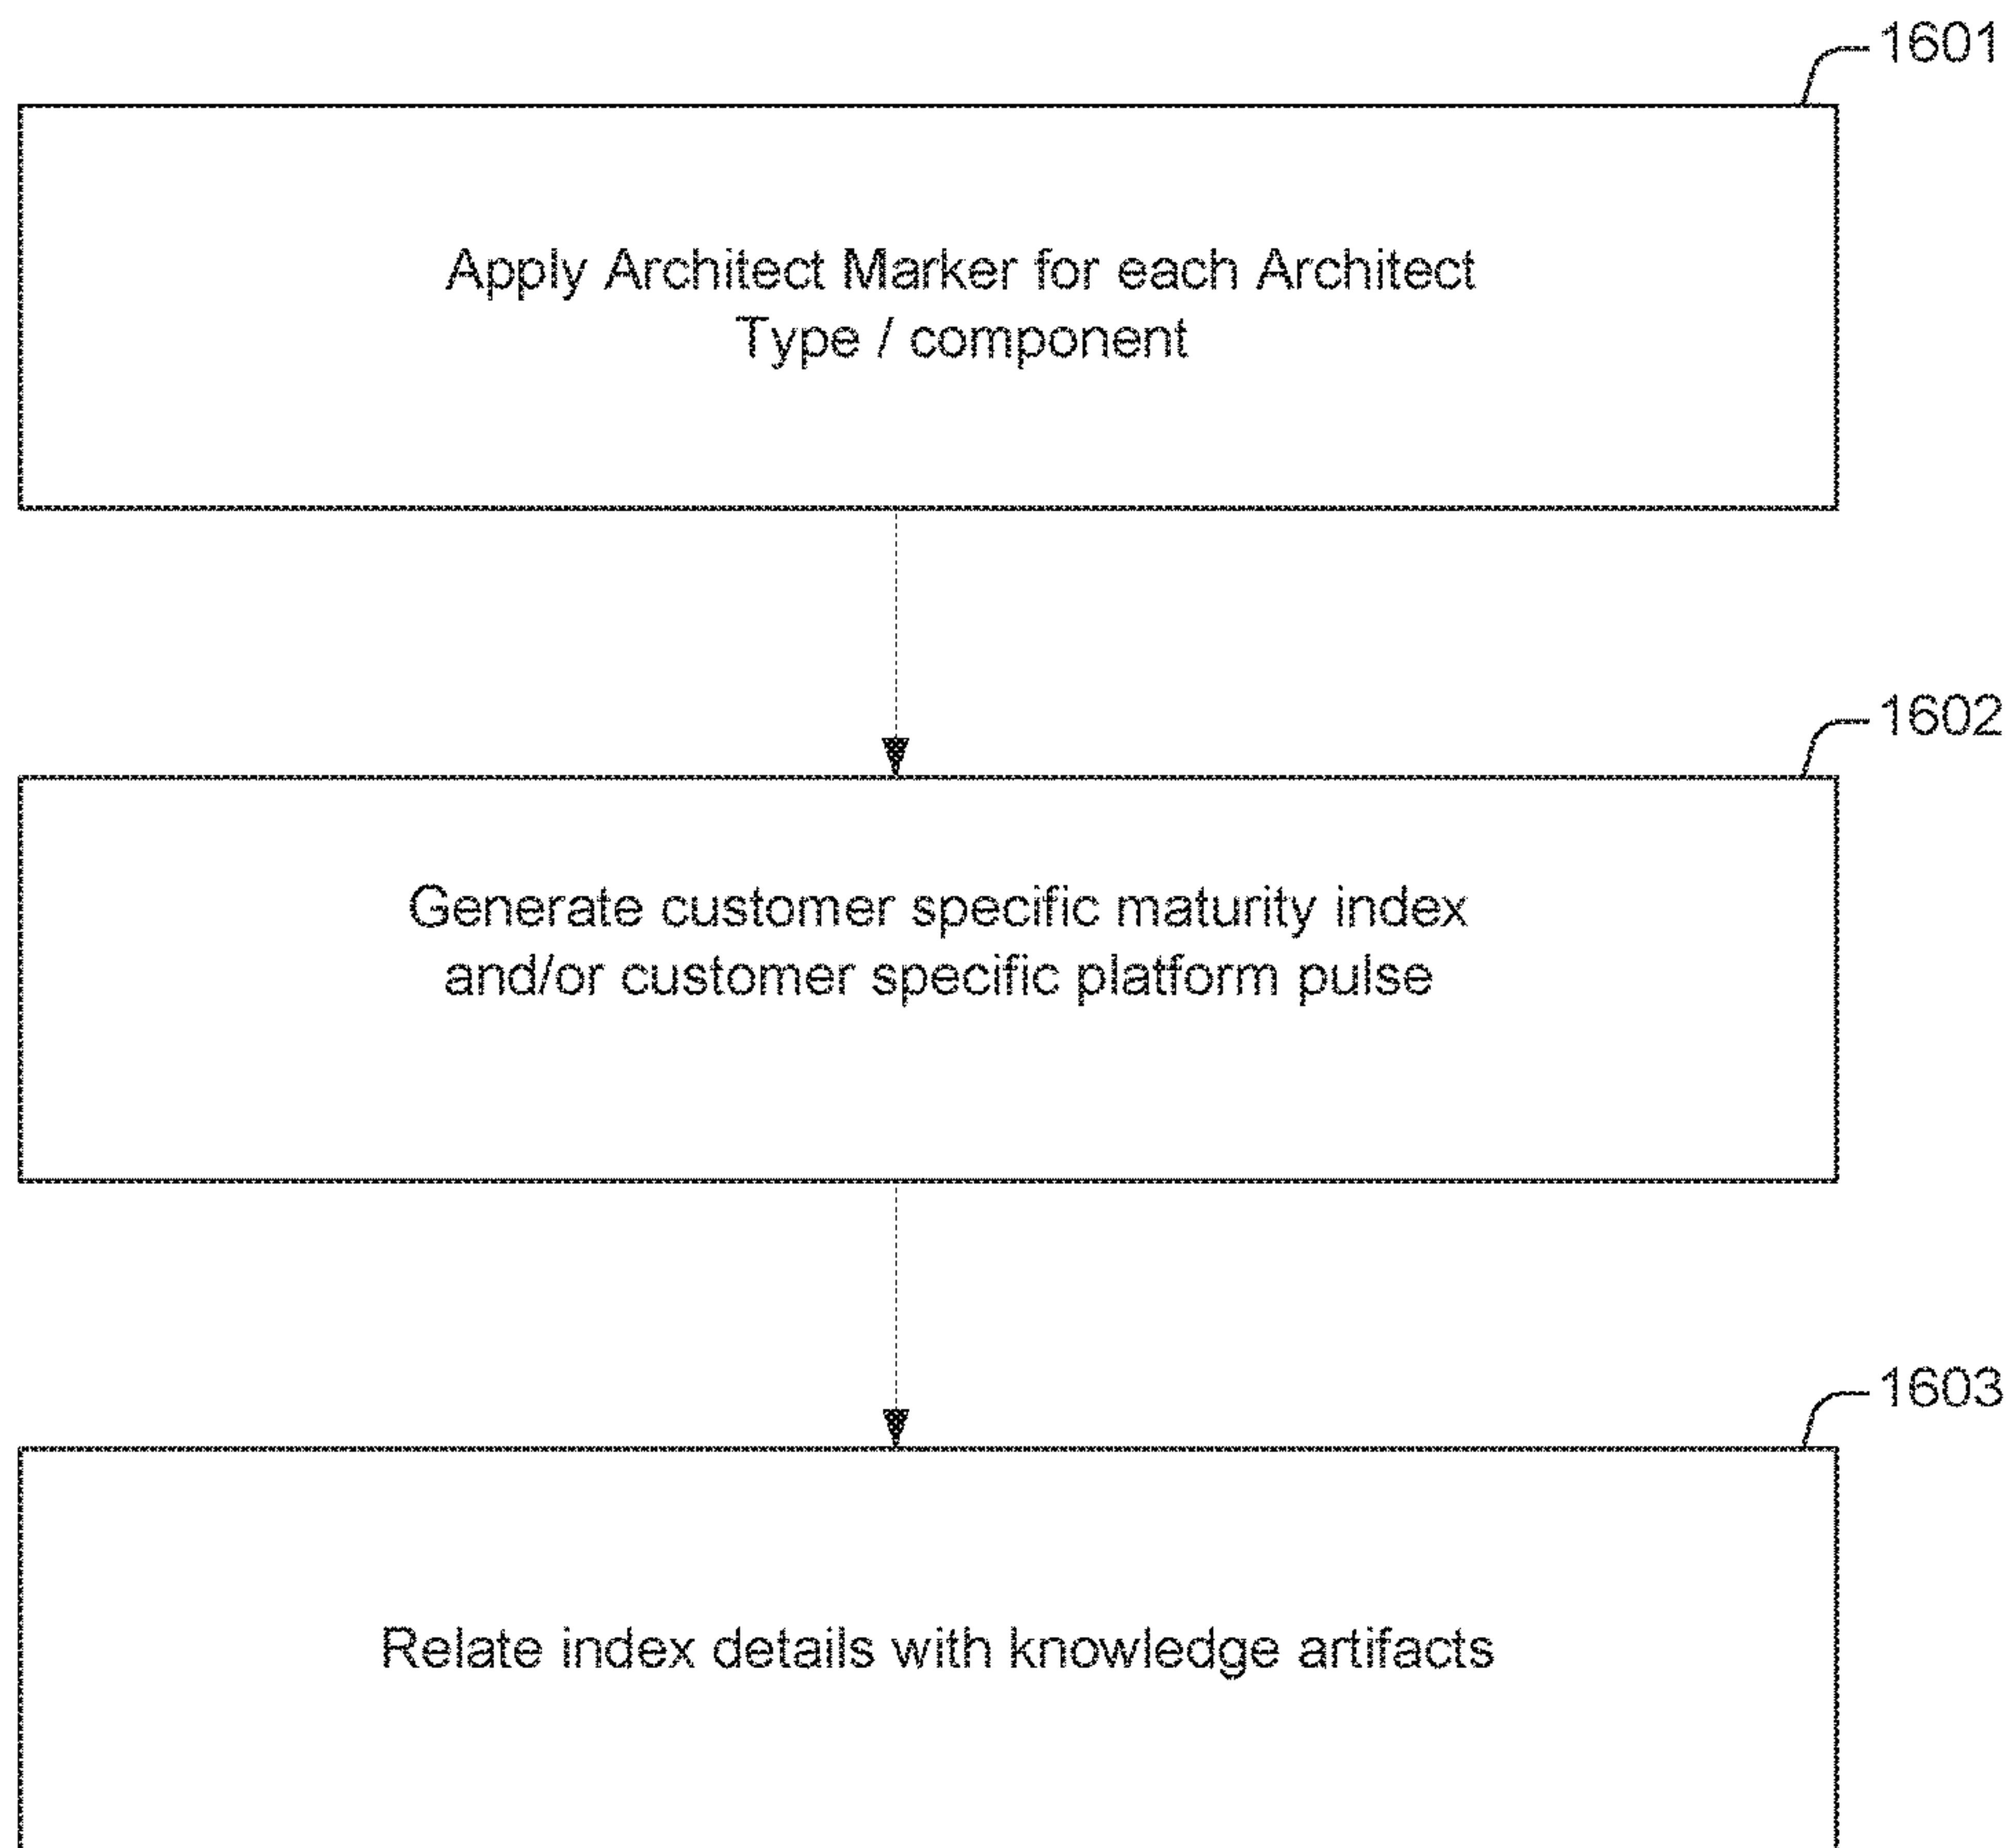 1601
Apply Architect Marker for each Architect
Type / component
1602
Generate customer specific maturity index
and/or customer specific platform pulse
1603
Relate index details with knowledge artifacts